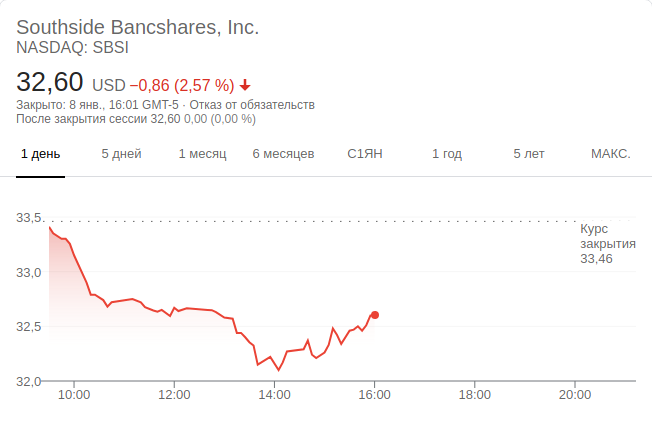 Southside Bancshares, Inc.
NASDAQ: SBSI
32,60 USD −0,86 (2,57 %)
Закрыто: 8 янв., 16:01 GMT-5 · Отказ от обязательств
После закрытия сессии 32,60 0,00 (0,00 %)
1 день 5 дней 1 месяц 6 месяцев С1ЯН 1 год 5 лет МАКС.
33,5
Курс
закрытия
33,46
33,0
32,5
32,0
10:00 12:00 14:00 16:00 18:00 20:00